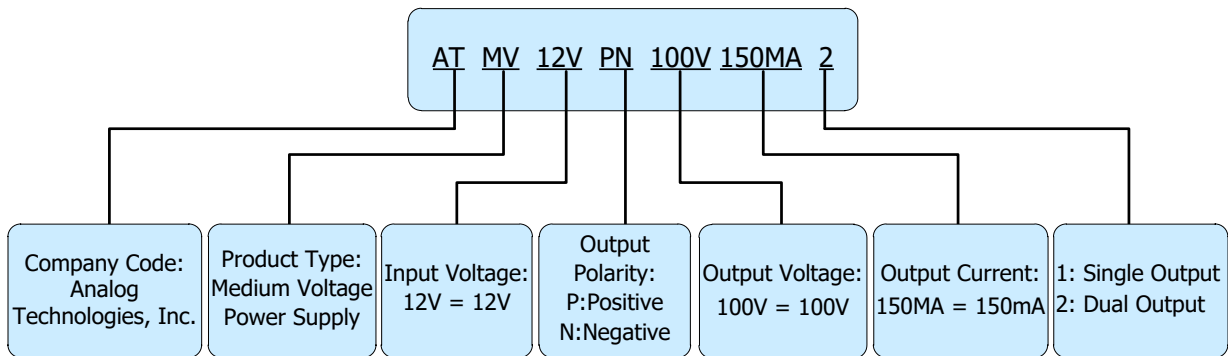 AT MV 12V PN 100V 150MA 2
Company Code:
Analog
Technologies, Inc.
Product Type:
Medium Voltage
Power Supply
Input Voltage:
12V = 12V
Output
Polarity:
P:Positive
N:Negative
Output Voltage:
100V = 100V
Output Current:
150MA = 150mA
1: Single Output
2: Dual Output